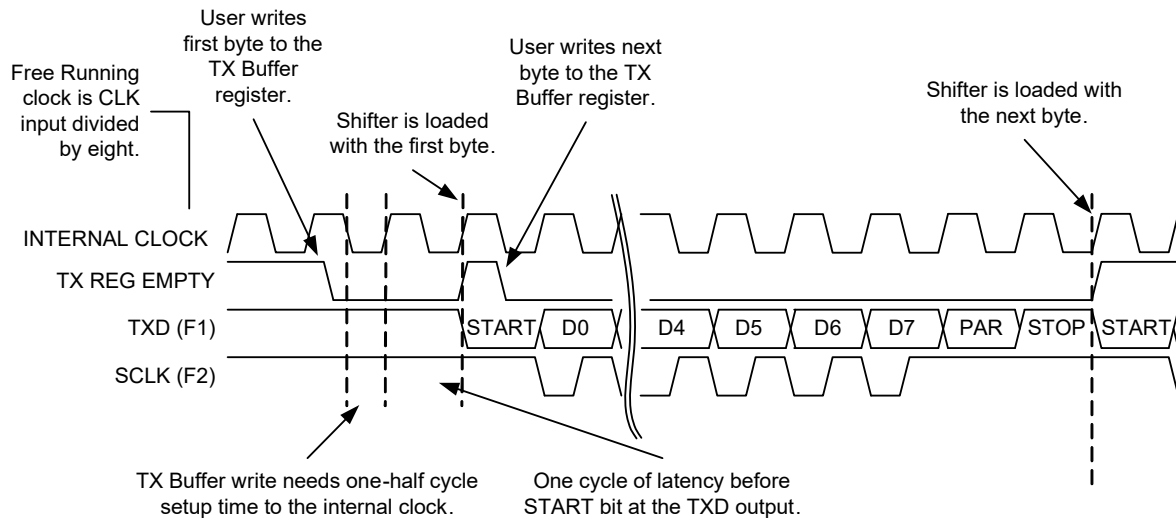 User writes
first byte to the
TX Buffer
register.
Free Running
clock is CLK
input divided
by eight.
Shifter is loaded
with the first byte.
User writes next
byte to the TX
Buffer register.
Shifter is loaded with
the next byte.
INTERNAL CLOCK
TX REG EMPTY
TXD (F1) START D0 D4 D5 D6 D7 PAR STOP START
SCLK (F2)
TX Buffer write needs one-half cycle
setup time to the internal clock.
One cycle of latency before
START bit at the TXD output.